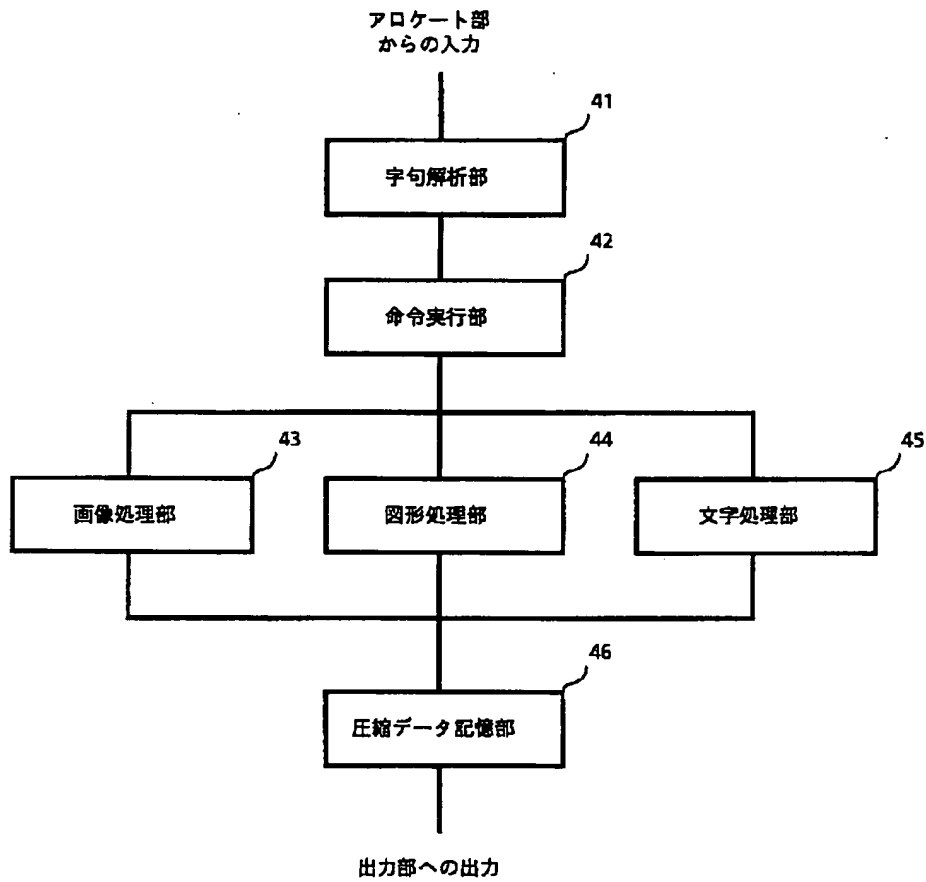 アロケート部
からの入力
41
字句解析部
42
命令実行部
43
44
45
画像処理部
図形処理部
文字処理部
46
圧縮データ記憶部
出力部への出力